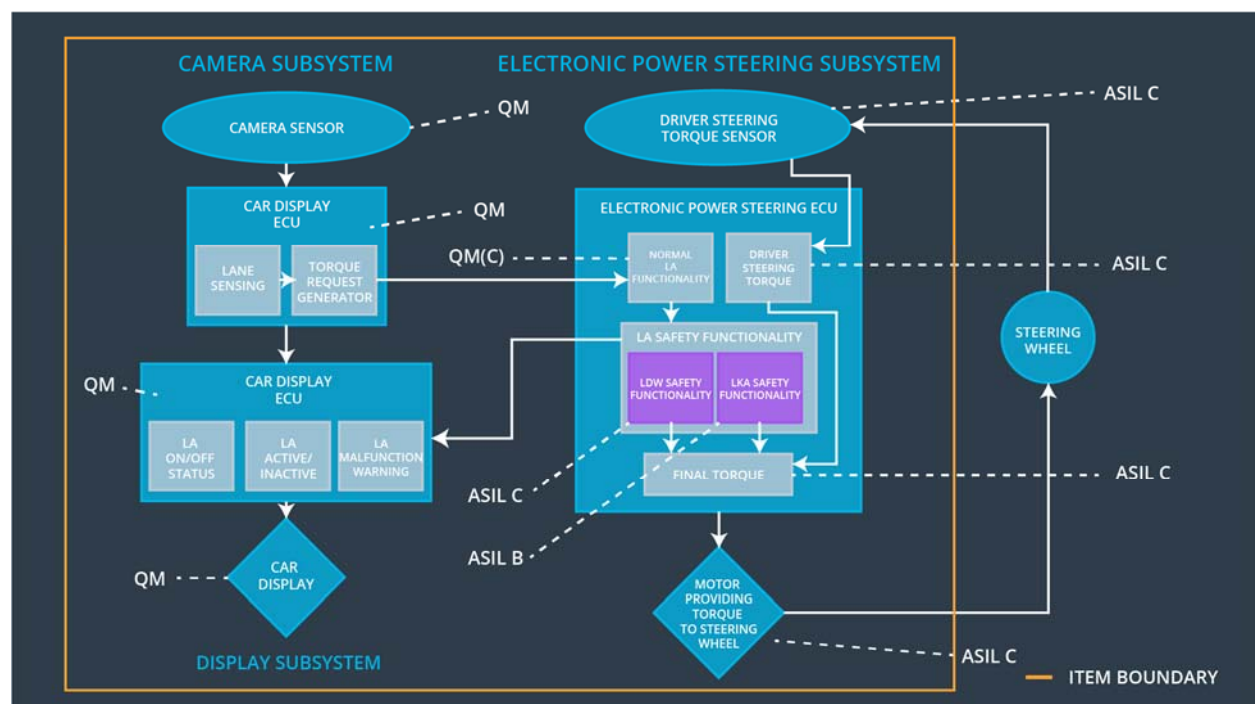 CAMERA SUBSYSTEM
ELECTRONIC POWER STEERING SUBSYSTEM
CAMERA SENSOR
QM
DRIVER STEERING
TORQUE SENSOR
ASIL C
CAR DISPLAY
ECU
QM
LANE
SENSING
TORQUE
REQUEST
GENERATOR
ELECTRONIC POWER STEERING ECU
QM(C)
NORMAL
LA
FUNCTIONALITY
DRIVER
STEERING
TORQUE
ASIL C
STEERING
WHEEL
LA SAFETY FUNCTIONALITY
LDW SAFETY
FUNCTIONALITY
LKA SAFETY
FUNCTIONALITY
QM
CAR DISPLAY
ECU
LA
ON/OFF
STATUS
LA
ACTIVE/
INACTIVE
LA
MALFUNCTION
WARNING
FINAL TORQUE
ASIL C
ASIL C
ASIL B
QM
CAR
DISPLAY
MOTOR
PROVIDING
TORQUE
TO STEERING
WHEEL
ASIL C
DISPLAY SUBSYSTEM
ITEM BOUNDARY